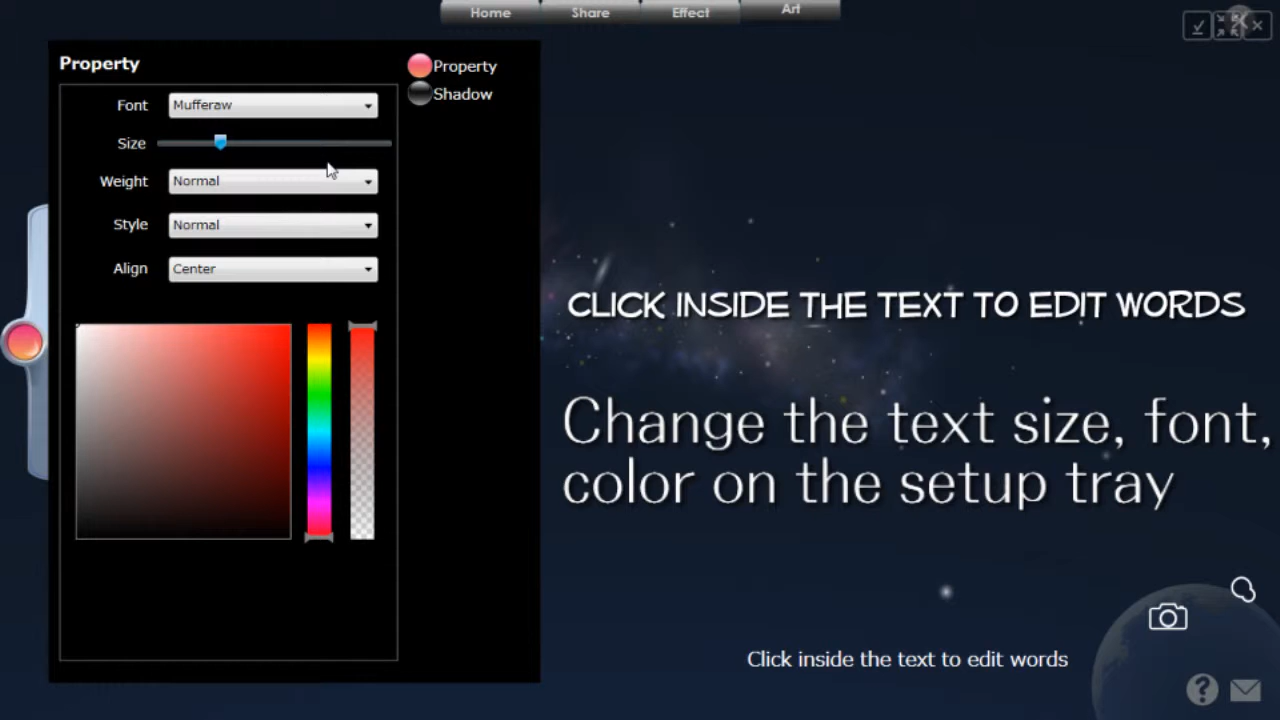 Home
Share
Effect
Art
Property
Property
Shadow
Font
Mufferaw
Size
Weight
Normal
Style
Normal
Align
Center
CLICK INSIDE THE TEXT TO EDIT WORDS
Change the text size, font,
color on the setup tray
Click inside the text to edit words
?